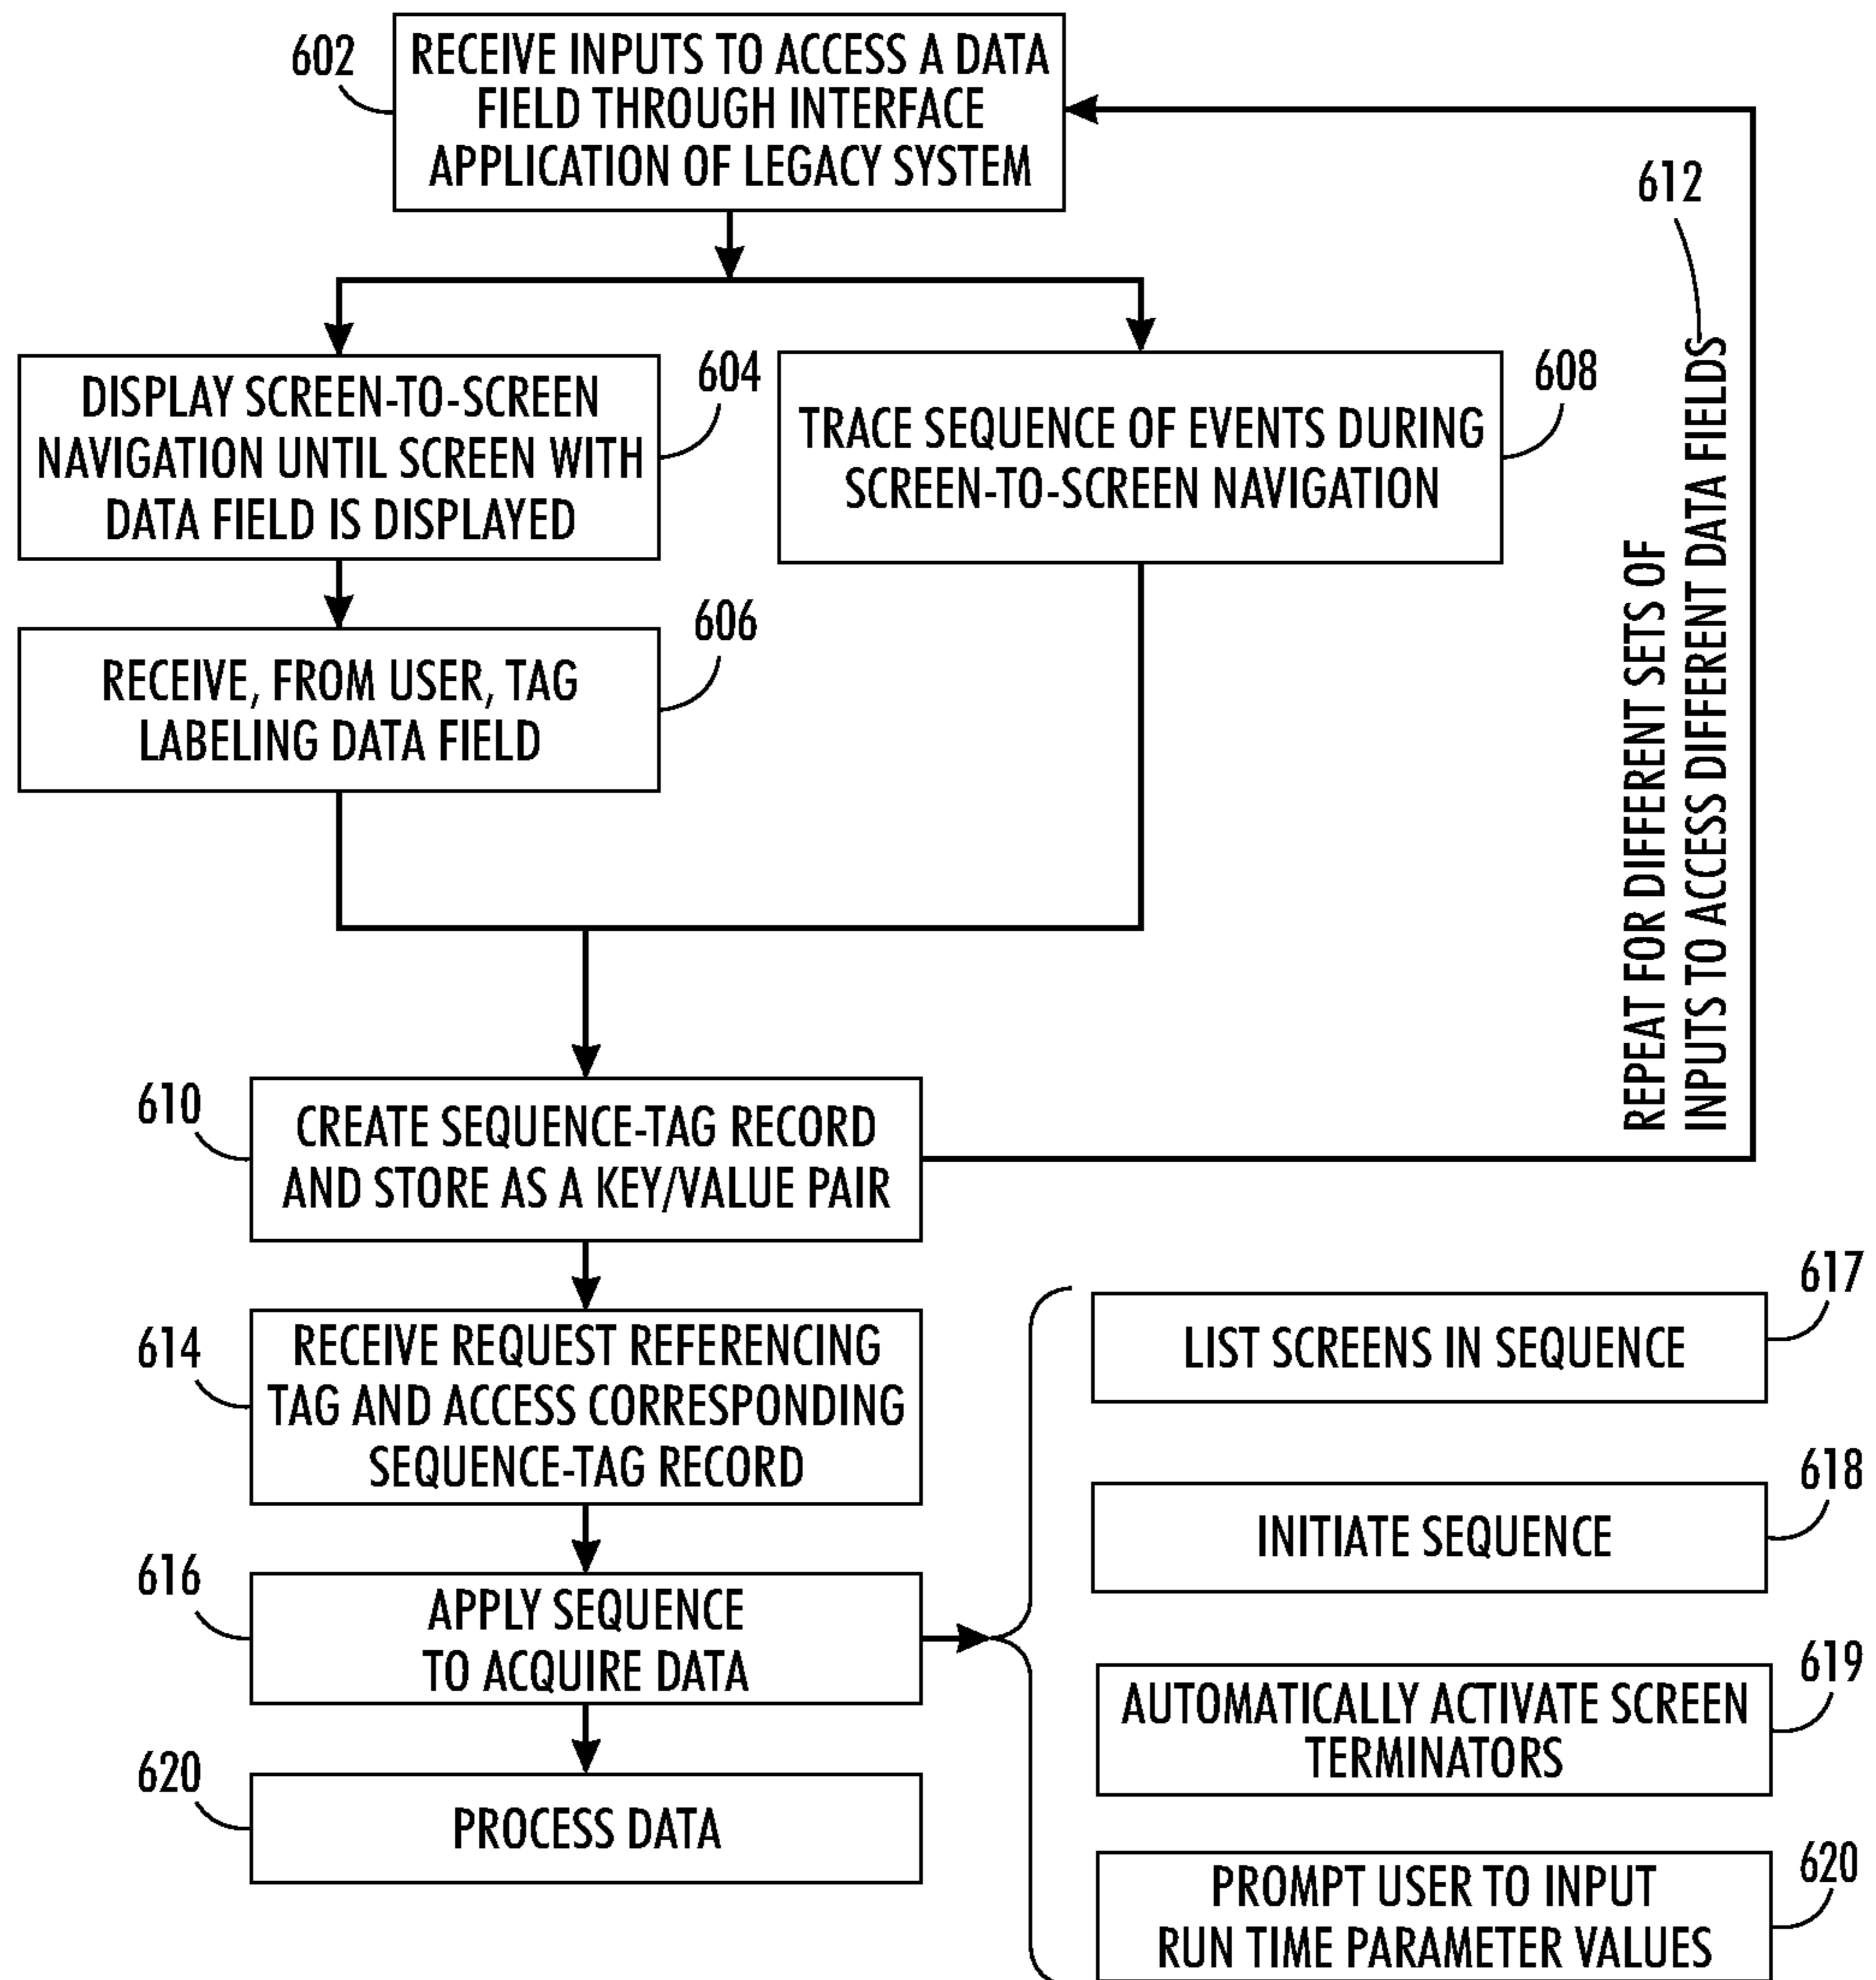 602
RECEIVE INPUTS TO ACCESS A DATA
FIELD THROUGH INTERFACE
APPLICATION OF LEGACY SYSTEM
612
604
DISPLAY SCREEN-TO-SCREEN
NAVIGATION UNTIL SCREEN WITH
DATA FIELD IS DISPLAYED
608
TRACE SEQUENCE OF EVENTS DURING
SCREEN-TO-SCREEN NAVIGATION
606
RECEIVE, FROM USER, TAG
LABELING DATA FIELD
REPEAT FOR DIFFERENT SETS OF
INPUTS TO ACCESS DIFFERENT DATA FIELDS
610
CREATE SEQUENCE-TAG RECORD
AND STORE AS A KEY/VALUE PAIR
614
RECEIVE REQUEST REFERENCING
TAG AND ACCESS CORRESPONDING
SEQUENCE-TAG RECORD
616
APPLY SEQUENCE
TO ACQUIRE DATA
620
PROCESS DATA
617
LIST SCREENS IN SEQUENCE
618
INITIATE SEQUENCE
619
AUTOMATICALLY ACTIVATE SCREEN
TERMINATORS
620
PROMPT USER TO INPUT
RUN TIME PARAMETER VALUES